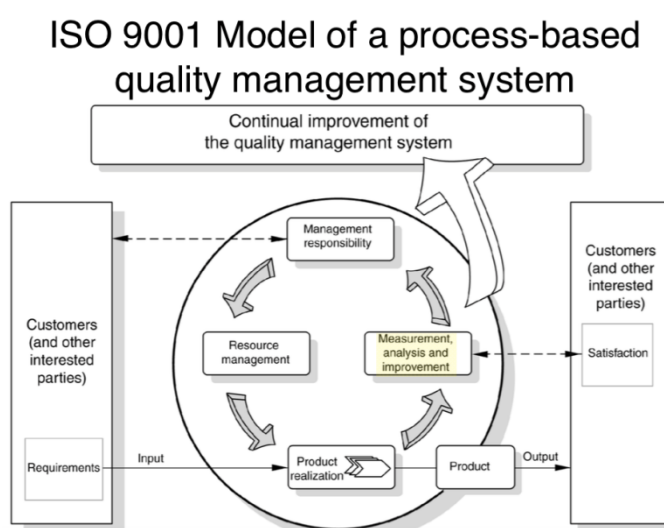 ISO 9001 Model of a process-based
quality management system
Continual improvement of
the quality management system
Management
responsibility
Customers
(and other
interested
parties)
Customers
(and other
interested
parties)
Resource
management
Measurement,
analysis and
improvement
Satisfaction
Requirements
Input
Product
realization
Product
Output